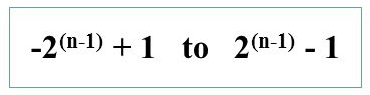 -2⁽ⁿ⁻¹⁾ + 1 to 2⁽ⁿ⁻¹⁾ - 1